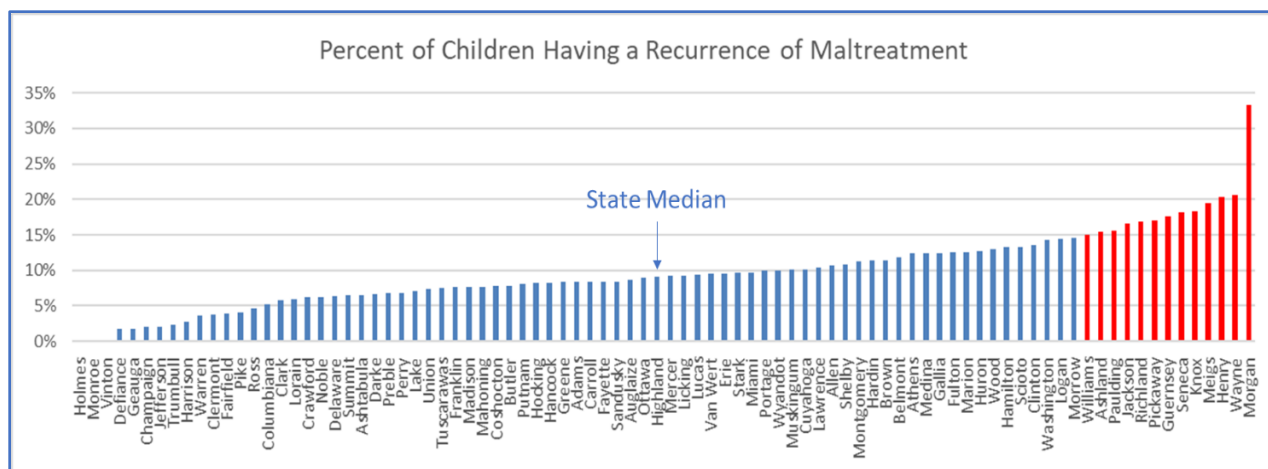 Percent of Children Having a Recurrence of Maltreatment
35%
30%
25%
20%
15%
10%
5%
0%
State Median
Holmes
Monroe
Vinton
Defiance
Geauga
Champaign
Jefferson
Trumbull
Harrison
Warren
Clermont
Fairfield
Pike
Ross
Columbiana
Clark
Lorain
Crawford
Noble
Delaware
Summit
Ashtabula
Darke
Preble
Perry
Lake
Union
Tuscarawas
Franklin
Madison
Mahoning
Coshocton
Butler
Putnam
Hocking
Hancock
Greene
Adams
Carroll
Fayette
Sandusky
Auglaize
Ottawa
Highland
Mercer
Licking
Lucas
Van Wert
Erie
Stark
Miami
Portage
Wyandot
Muskingum
Cuyahoga
Lawrence
Allen
Shelby
Montgomery
Hardin
Brown
Belmont
Athens
Medina
Gallia
Fulton
Marion
Huron
Wood
Hamilton
Scioto
Clinton
Washington
Logan
Morrow
Williams
Ashland
Paulding
Jackson
Richland
Pickaway
Guernsey
Seneca
Knox
Meigs
Henry
Wayne
Morgan